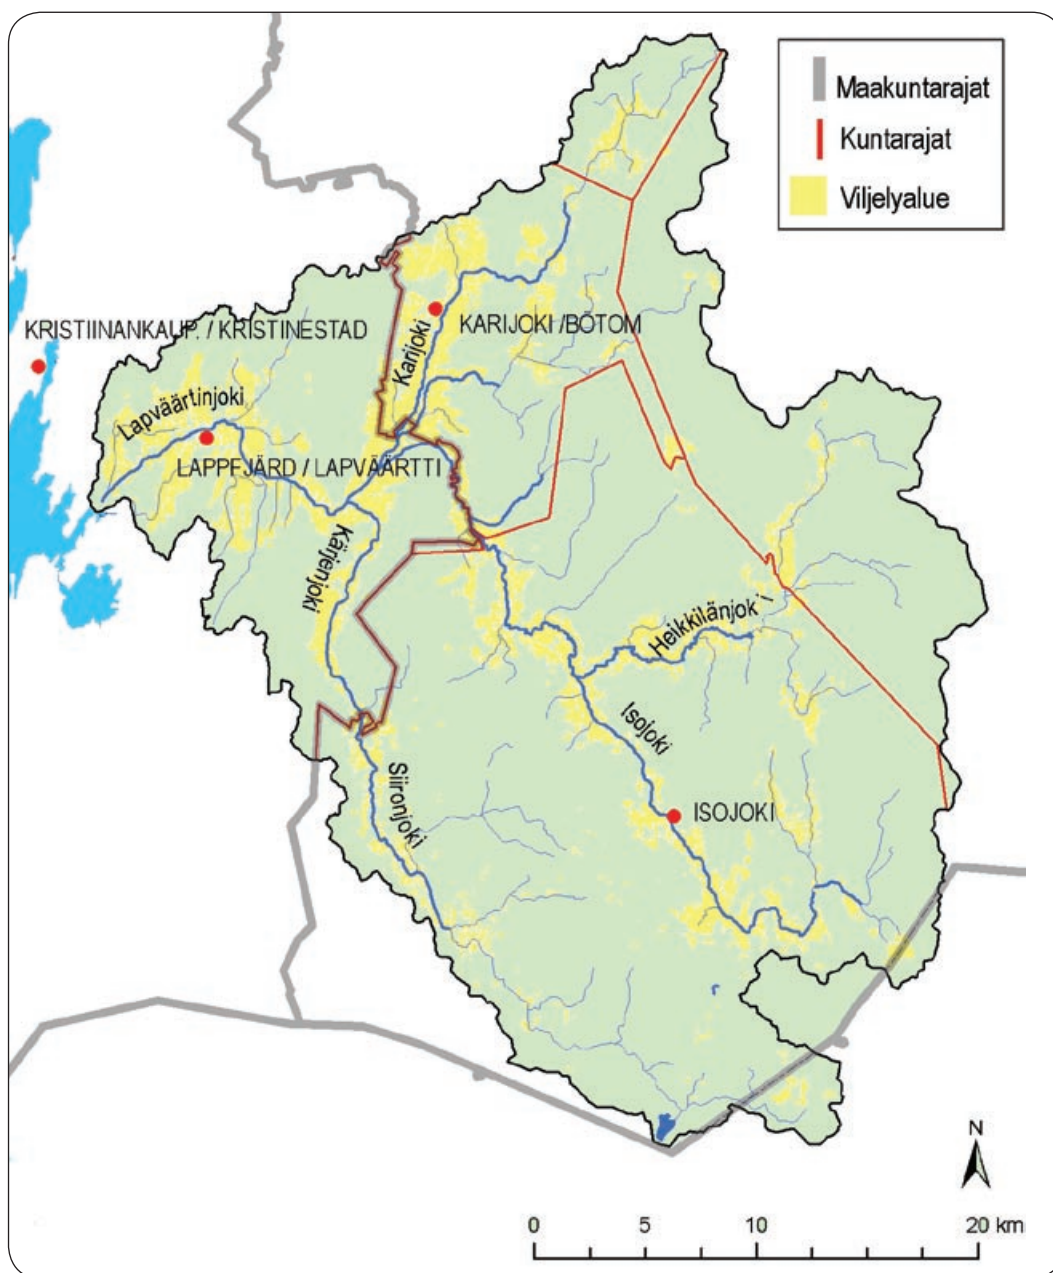 Maakuntarajat
Kuntarajat
Viljelyalue
KRISTIINANKAUP. / KRISTINESTAD
KARIJOKI /BÖTOM
Karijoki
Lapväärtinjoki
LAPPFJÄRD / LAPVÄÄRTTI
Kärjenjoki
Heikkilänjoki
Isojoki
Siironjoki
ISOJOKI
N
0 5 10 20 km